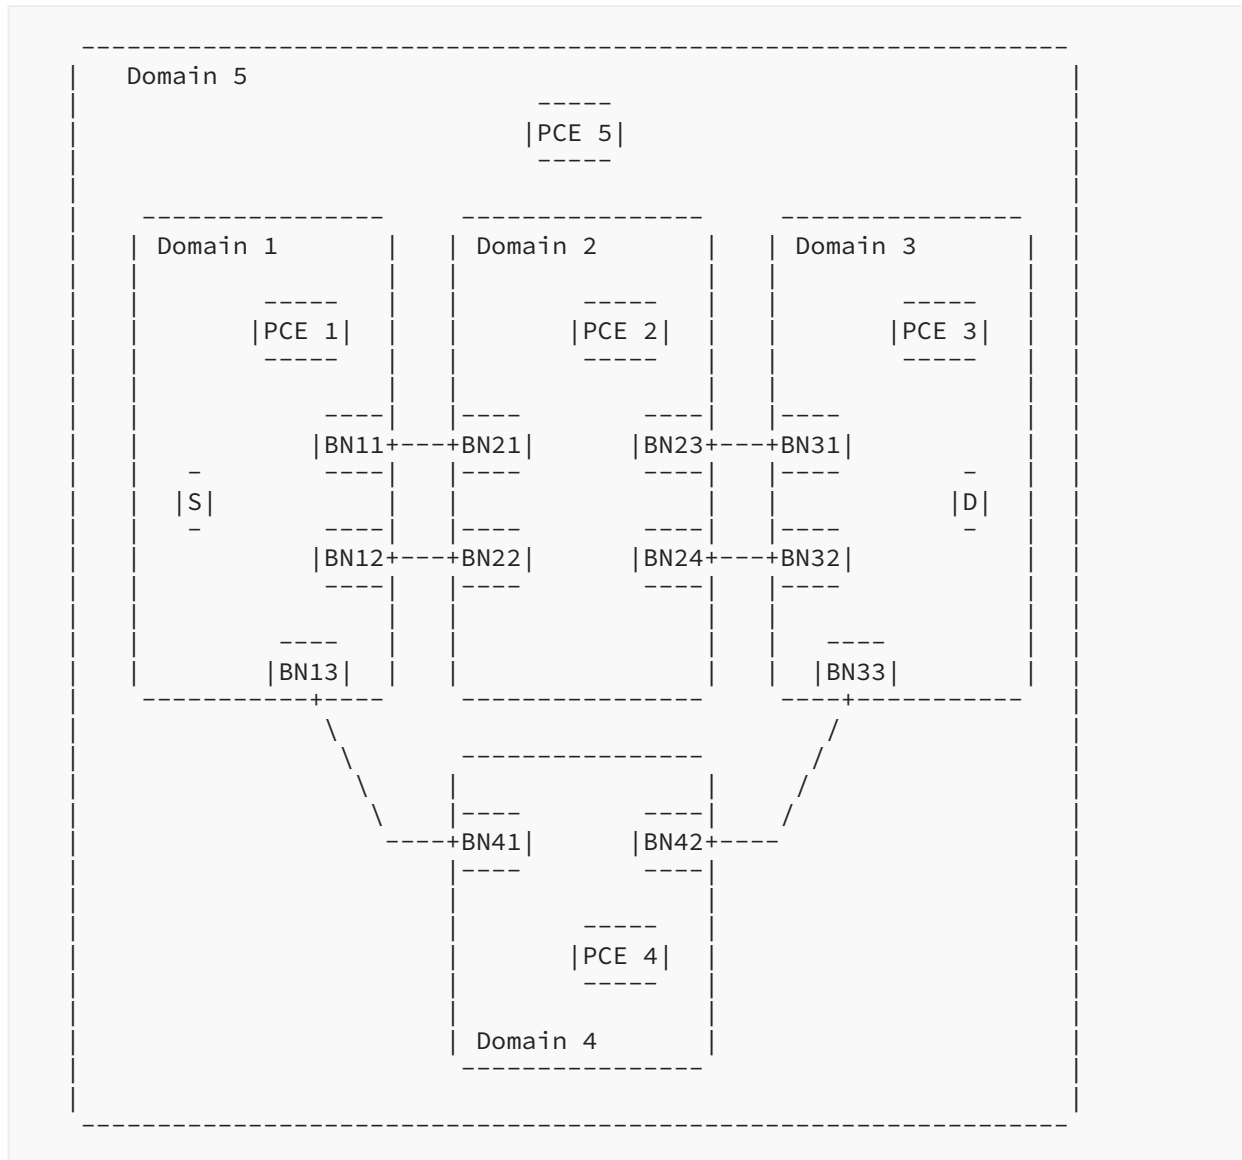 Domain 5
PCE 5
Domain 1 Domain 2 Domain 3
PCE 1 PCE 2 PCE 3
BN11 BN21 BN23 BN31
S D
BN12 BN22 BN24 BN32
BN13 BN33
BN41 BN42
PCE 4
Domain 4